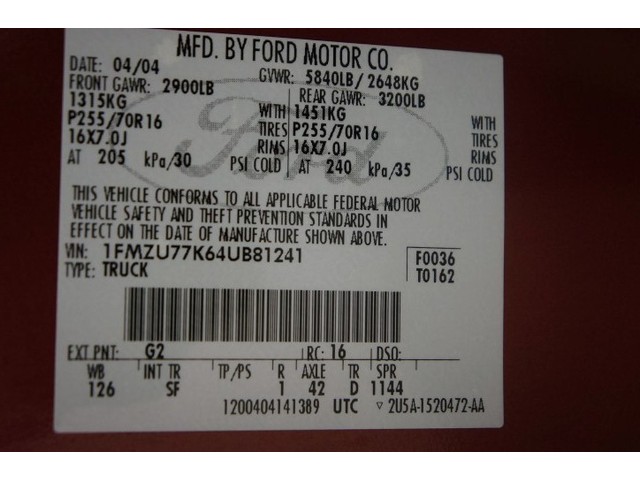 MFD. BY FORD MOTOR CO.
DATE: 04/04 GVWR: 5840LB/2648KG
FRONT GAWR: 2900LB REAR GAWR: 3200LB
1315KG WITH 1451KG WITH
P255/70R16 TIRES P255/70R16 TIRES
16X7.0J RIMS 16X7.0J RIMS
AT 205 kPa/30 PSI COLD AT 240 kPa/35 PSI COLD
Ford
THIS VEHICLE CONFORMS TO ALL APPLICABLE FEDERAL MOTOR
VEHICLE SAFETY AND THEFT PREVENTION STANDARDS IN
EFFECT ON THE DATE OF MANUFACTURE SHOWN ABOVE.
VIN: 1FMZU77K64UB81241 F0036
TYPE: TRUCK T0162
EXT PNT: G2 RC: 16 DSO:
WB INT TR TP/PS R AXLE TR SPR
126 SF 1 42 D 1144
1200404141389 UTC ▽ 2U5A-1520472-AA